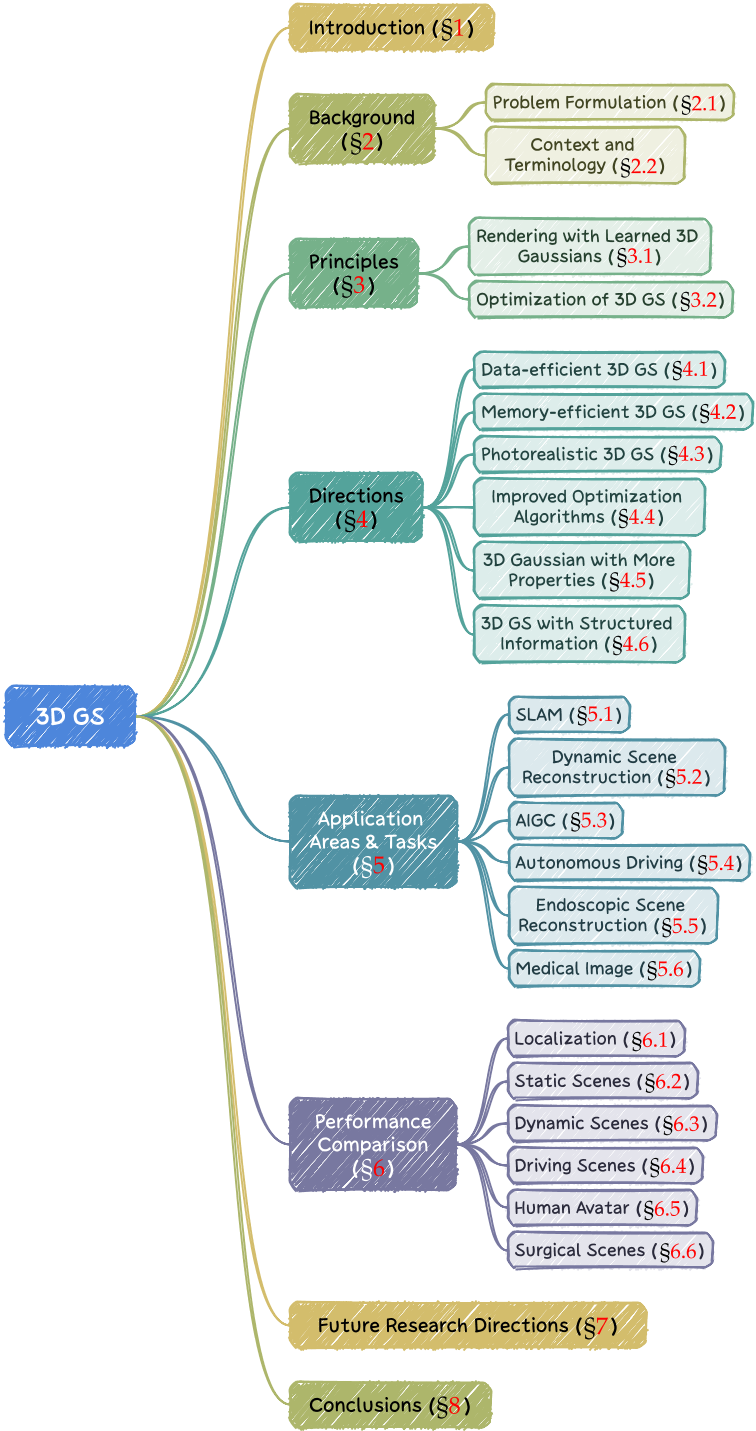 Introduction (§1)
Background
(§2)
Problem Formulation (§2.1)
Context and
Terminology (§2.2)
Principles
(§3)
Rendering with Learned 3D
Gaussians (§3.1)
Optimization of 3D GS (§3.2)
Directions
(§4)
Data-efficient 3D GS (§4.1)
Memory-efficient 3D GS (§4.2)
Photorealistic 3D GS (§4.3)
Improved Optimization
Algorithms (§4.4)
3D Gaussian with More
Properties (§4.5)
3D GS with Structured
Information (§4.6)
3D GS
Application
Areas & Tasks
(§5)
SLAM (§5.1)
Dynamic Scene
Reconstruction (§5.2)
AIGC (§5.3)
Autonomous Driving (§5.4)
Endoscopic Scene
Reconstruction (§5.5)
Medical Image (§5.6)
Performance
Comparison
(§6)
Localization (§6.1)
Static Scenes (§6.2)
Dynamic Scenes (§6.3)
Driving Scenes (§6.4)
Human Avatar (§6.5)
Surgical Scenes (§6.6)
Future Research Directions (§7)
Conclusions (§8)